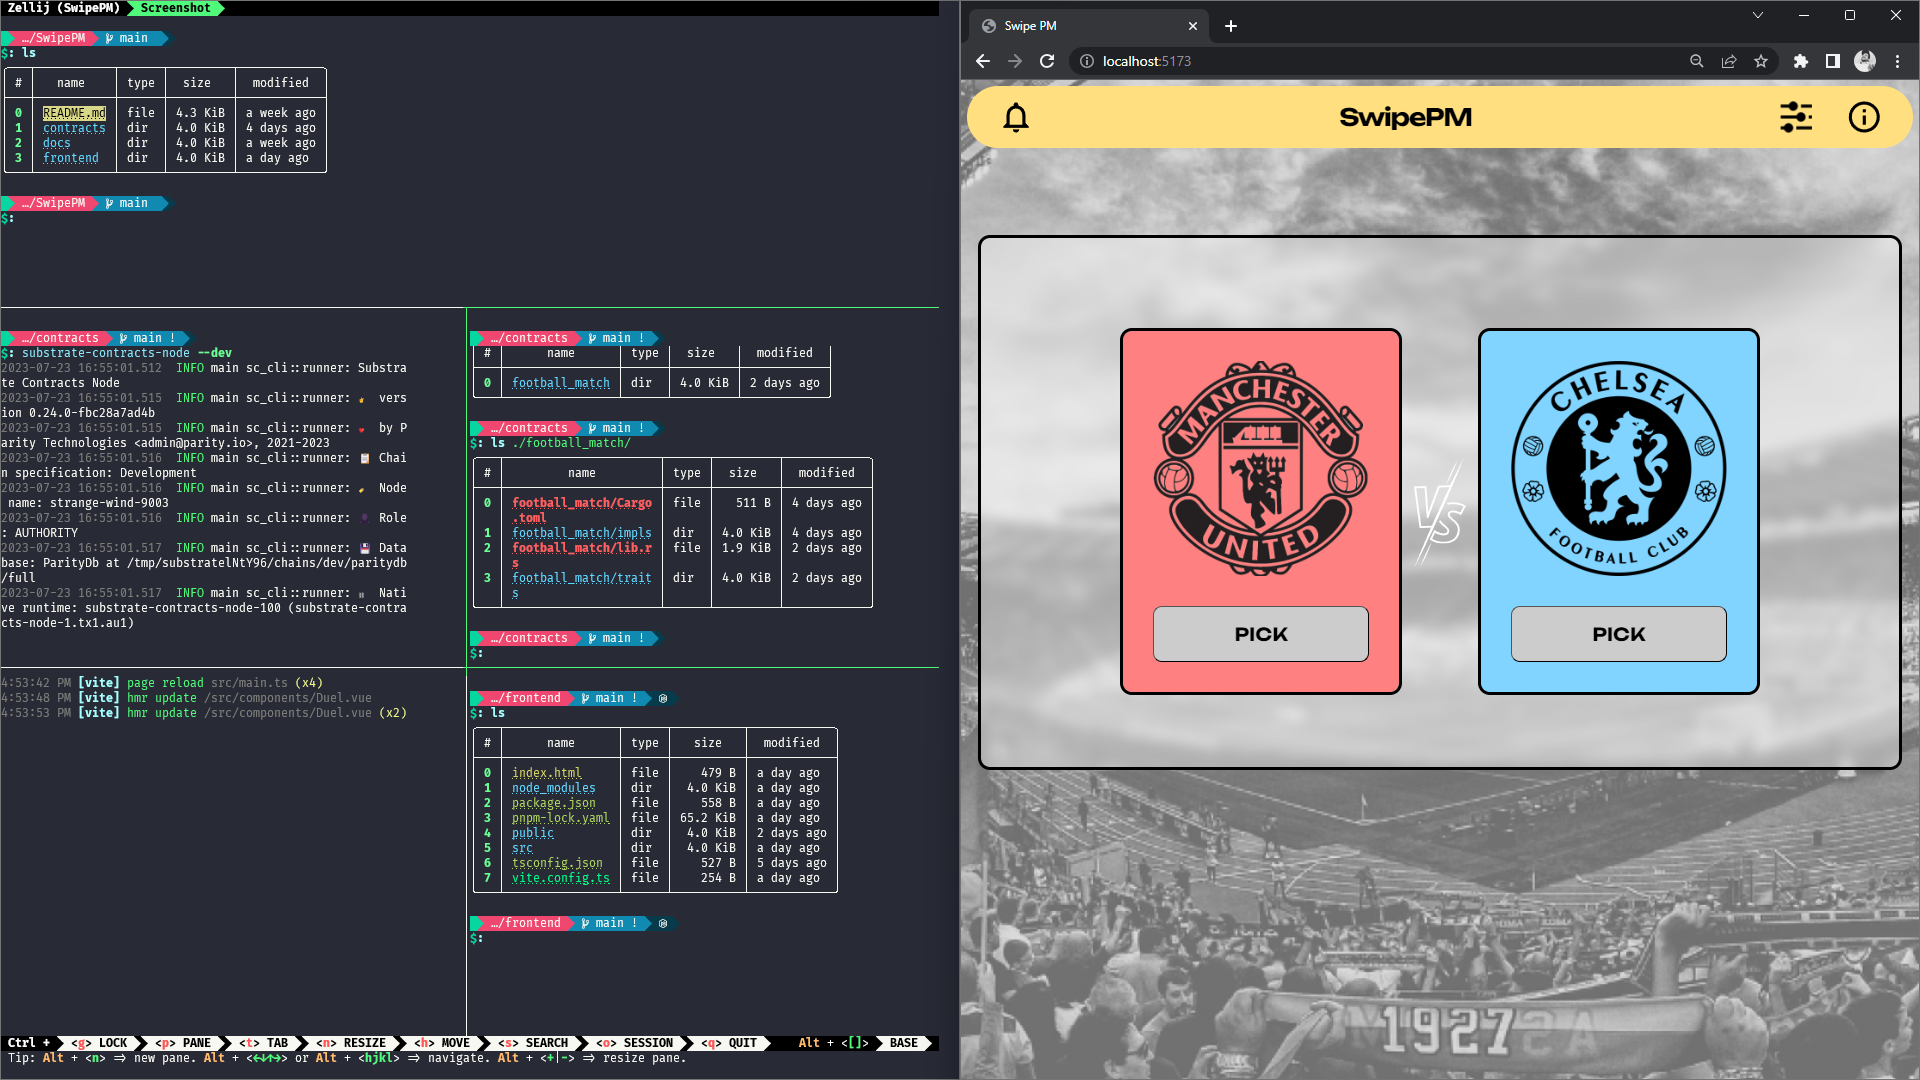 Zellij (SwipePM) Screenshot
…/SwipePM main
$: ls
# name type size modified
0 README.md file 4.3 KiB a week ago
1 contracts dir 4.0 KiB 4 days ago
2 docs dir 4.0 KiB a week ago
3 frontend dir 4.0 KiB a day ago
…/SwipePM main
$:
…/contracts main !
$: substrate-contracts-node --dev
2023-07-23 16:55:01.512 INFO main sc_cli::runner: Substra
te Contracts Node
2023-07-23 16:55:01.515 INFO main sc_cli::runner: ✌️ vers
ion 0.24.0-fbc28a7ad4b
2023-07-23 16:55:01.515 INFO main sc_cli::runner: ❤️ by P
arity Technologies <admin@parity.io>, 2021-2023
2023-07-23 16:55:01.516 INFO main sc_cli::runner: 📋 Chai
n specification: Development
2023-07-23 16:55:01.516 INFO main sc_cli::runner: 🏷 Node
name: strange-wind-9003
2023-07-23 16:55:01.516 INFO main sc_cli::runner: 👤 Role
: AUTHORITY
2023-07-23 16:55:01.517 INFO main sc_cli::runner: 💾 Data
base: ParityDb at /tmp/substratelNtY96/chains/dev/paritydb
/full
2023-07-23 16:55:01.517 INFO main sc_cli::runner: ⛓ Nati
ve runtime: substrate-contracts-node-100 (substrate-contra
cts-node-1.tx1.au1)
…/contracts main !
# name type size modified
0 football_match dir 4.0 KiB 2 days ago
…/contracts main !
$: ls ./football_match/
# name type size modified
0 football_match/Cargo file 511 B 4 days ago
.toml
1 football_match/impls dir 4.0 KiB 4 days ago
2 football_match/lib.r file 1.9 KiB 2 days ago
s
3 football_match/trait dir 4.0 KiB 2 days ago
s
…/contracts main !
$:
4:53:42 PM [vite] page reload src/main.ts (x4)
4:53:48 PM [vite] hmr update /src/components/Duel.vue
4:53:53 PM [vite] hmr update /src/components/Duel.vue (x2)
…/frontend main !
$: ls
# name type size modified
0 index.html file 479 B a day ago
1 node_modules dir 4.0 KiB a day ago
2 package.json file 558 B a day ago
3 pnpm-lock.yaml file 65.2 KiB a day ago
4 public dir 4.0 KiB 2 days ago
5 src dir 4.0 KiB a day ago
6 tsconfig.json file 527 B 5 days ago
7 vite.config.ts file 254 B a day ago
…/frontend main !
$:
Ctrl + <g> LOCK <p> PANE <t> TAB <n> RESIZE <h> MOVE <s> SEARCH <o> SESSION <q> QUIT Alt + <[]> BASE
Tip: Alt + <n> => new pane. Alt + <←↓↑→> or Alt + <hjkl> => navigate. Alt + <+|-> => resize pane.
Swipe PM
localhost:5173
SwipePM
MANCHESTER
UNITED
VS
CHELSEA
FOOTBALL CLUB
PICK
PICK
1927